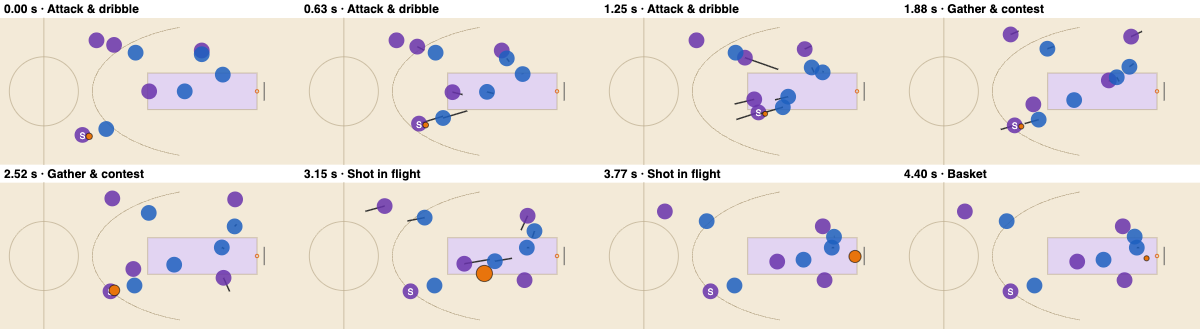 0.00 s · Attack & dribble
0.63 s · Attack & dribble
1.25 s · Attack & dribble
1.88 s · Gather & contest
S
S
S
S
2.52 s · Gather & contest
3.15 s · Shot in flight
3.77 s · Shot in flight
4.40 s · Basket
S
S
S
S